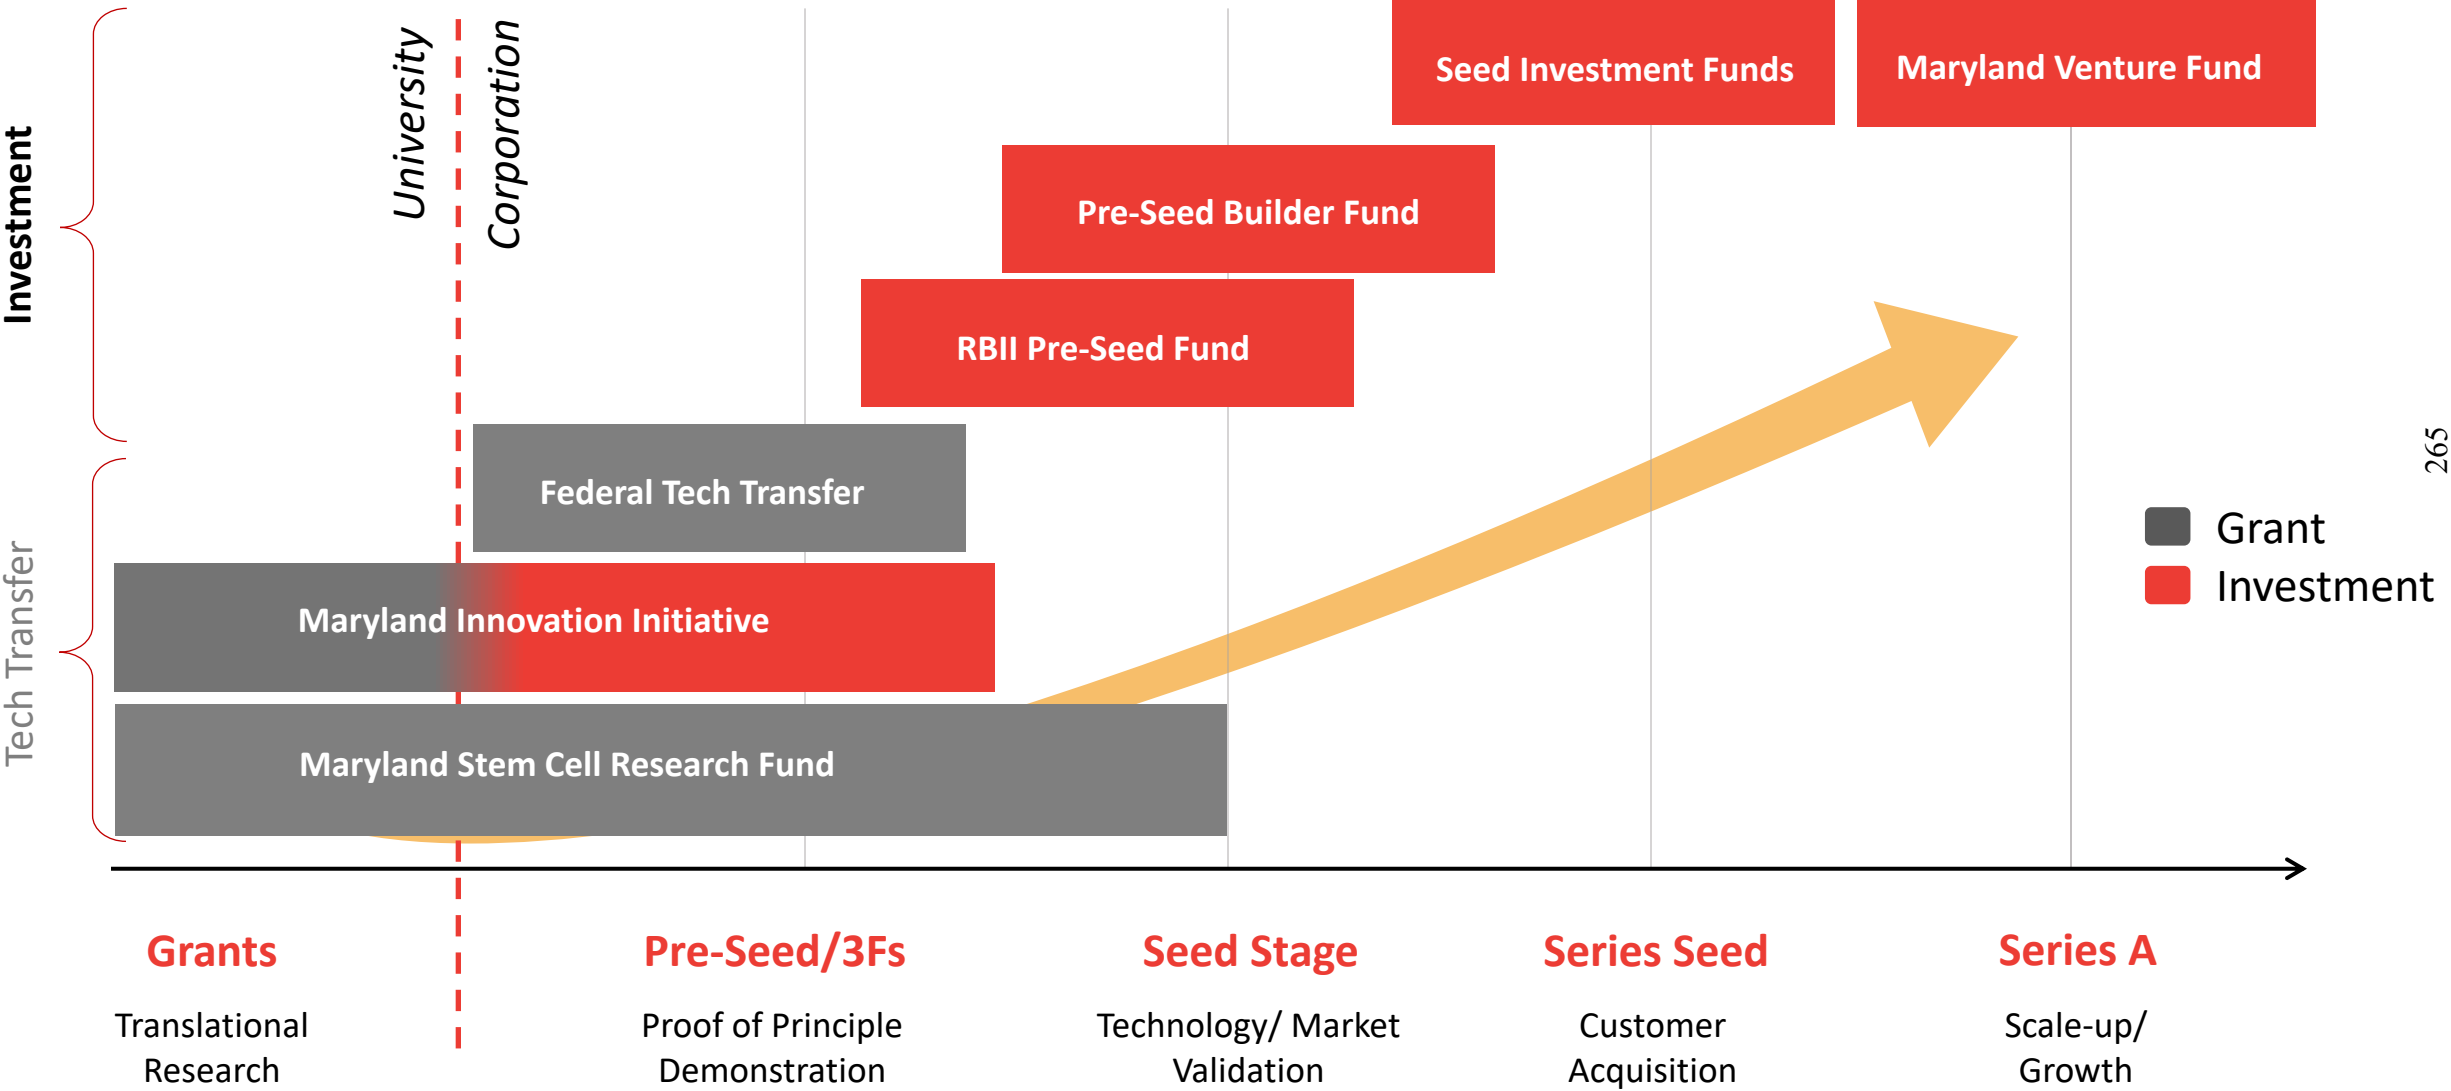 Investment
Tech Transfer
University
Corporation
Seed Investment Funds
Maryland Venture Fund
Pre-Seed Builder Fund
RBII Pre-Seed Fund
Federal Tech Transfer
Maryland Innovation Initiative
Maryland Stem Cell Research Fund
Grant
Investment
265
Grants
Translational
Research
Pre-Seed/3Fs
Proof of Principle
Demonstration
Seed Stage
Technology/ Market
Validation
Series Seed
Customer
Acquisition
Series A
Scale-up/
Growth